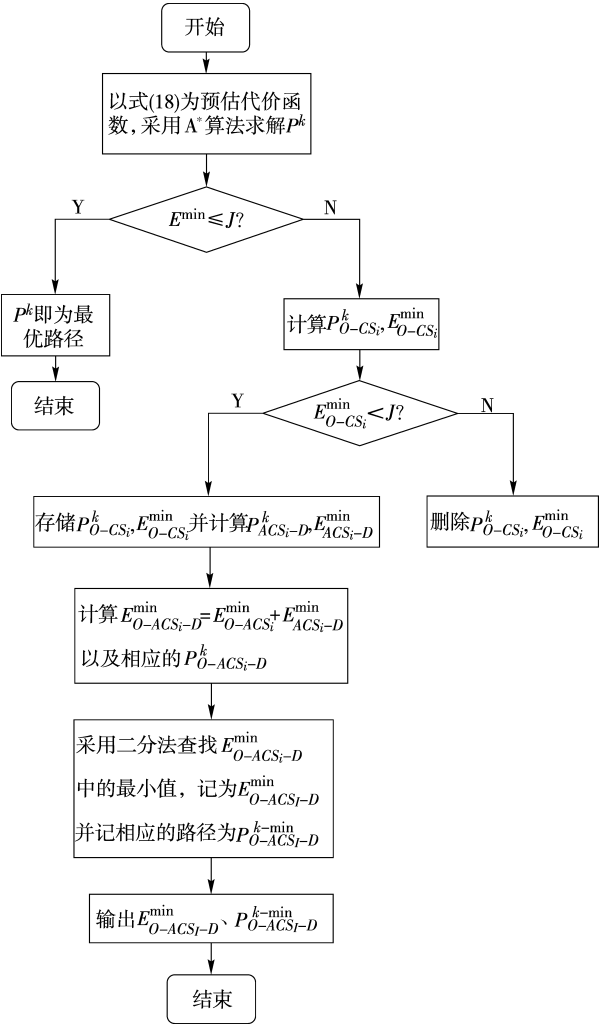 开始
以式(18)为预估代价函
数,采用 A* 算法求解P^k
Y
E^min≤J?
N
P^k即为最
优路径
结束
计算P^k_{O-CS_i},E^min_{O-CS_i}
Y
E^min_{O-CS_i}<J?
N
存储P^k_{O-CS_i},E^min_{O-CS_i}并计算P^k_{ACS_i-D},E^min_{ACS_i-D}
删除P^k_{O-CS_i},E^min_{O-CS_i}
计算E^min_{O-ACS_i-D}=E^min_{O-ACS_i}+E^min_{ACS_i-D}
以及相应的P^k_{O-ACS_i-D}
采用二分法查找E^min_{O-ACS_i-D}
中的最小值，记为E^min_{O-ACS_I-D}
并记相应的路径为P^{k-min}_{O-ACS_I-D}
输出E^min_{O-ACS_I-D}、P^{k-min}_{O-ACS_I-D}
结束